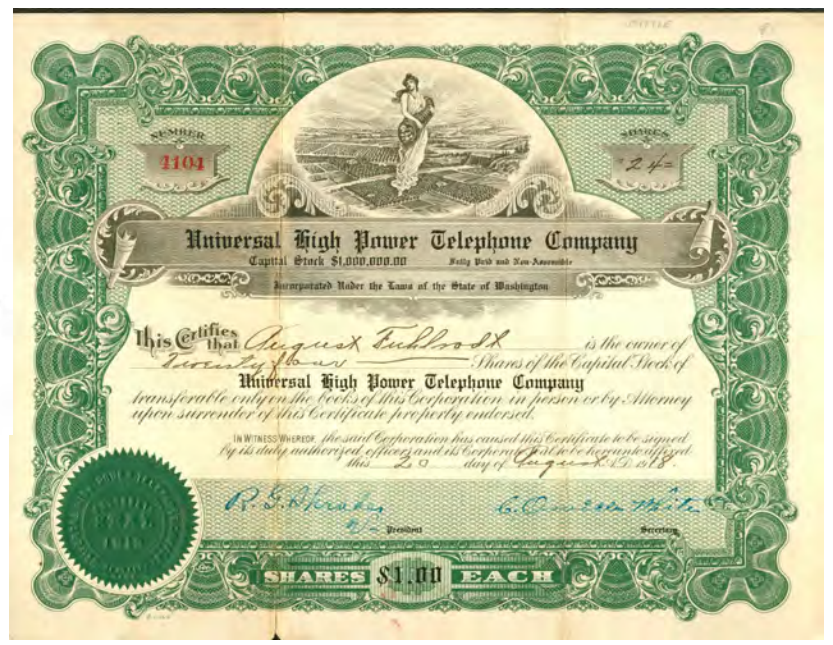 SEATTLE
NUMBER
4104
SHARES
24
Universal High Power Telephone Company
Capital Stock $1,000,000.00 Fully Paid and Non-Assessable
Incorporated Under the Laws of the State of Washington
This Certifies that August is the owner of
Twenty four Shares of the Capital Stock of
Universal High Power Telephone Company
transferable only on the books of this Corporation in person or by Attorney
upon surrender of this Certificate properly endorsed.
IN WITNESS WHEREOF, the said Corporation has caused this Certificate to be signed
by its duly authorized officers and its Corporate Seal to be hereunto affixed
this 20 day of August A.D. 1918.
R. G.
President
C. White
Secretary
SHARES $1.00 EACH